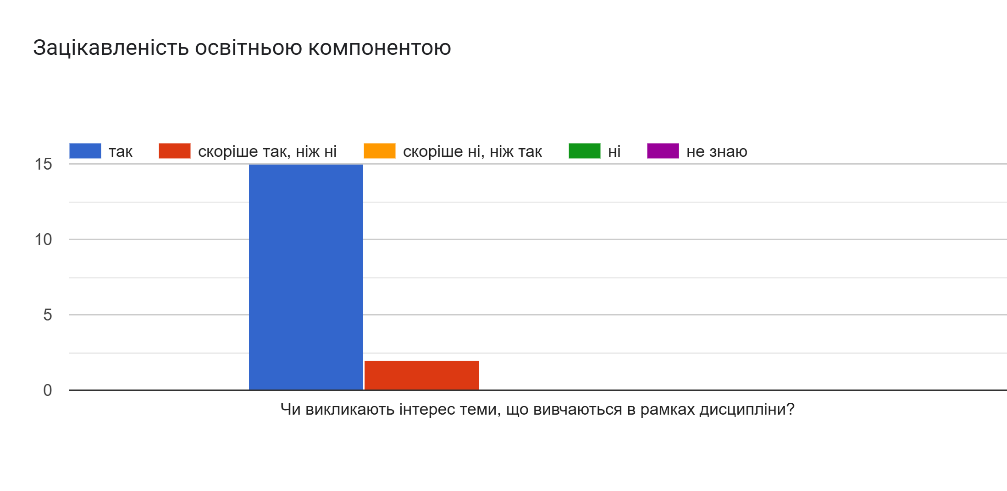 Зацікавленість освітньою компонентою
так скоріше так, ніж ні скоріше ні, ніж так ні не знаю
15
10
5
0
Чи викликають інтерес теми, що вивчаються в рамках дисципліни?